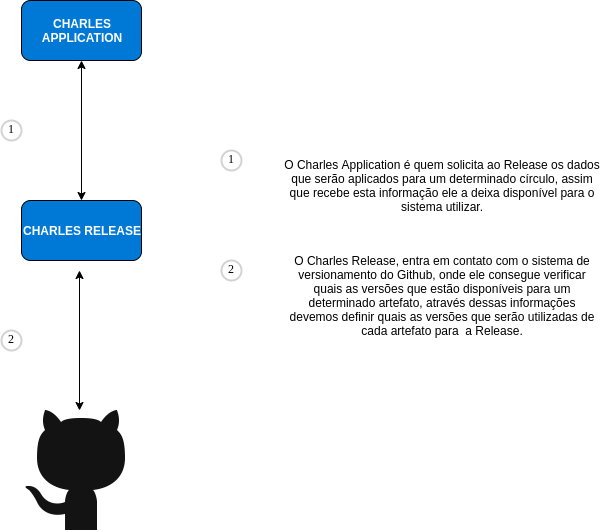 CHARLES
APPLICATION
1
1
O Charles Application é quem solicita ao Release os dados
que serão aplicados para um determinado círculo, assim
que recebe esta informação ele a deixa disponível para o
sistema utilizar.
CHARLES RELEASE
2
O Charles Release, entra em contato com o sistema de
versionamento do Github, onde ele consegue verificar
quais as versões que estão disponíveis para um
determinado artefato, através dessas informações
devemos definir quais as versões que serão utilizadas de
cada artefato para  a Release.
2